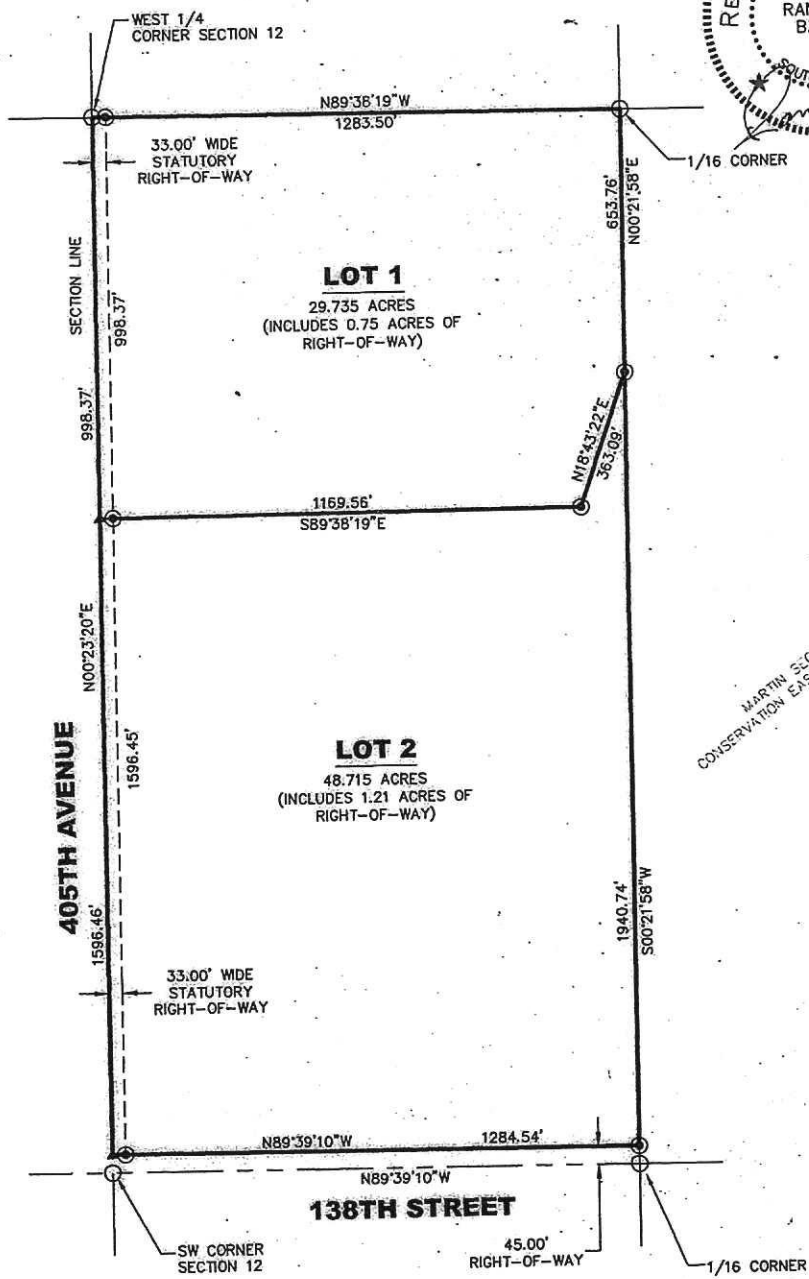 WEST 1/4
CORNER SECTION 12
RE
RAN
B
SOUT
N89°38'19"W
1283.50'
33.00' WIDE
STATUTORY
RIGHT-OF-WAY
1/16 CORNER
653.76'
N00°21'58"E
SECTION LINE
998.37'
998.37'
LOT 1
29.735 ACRES
(INCLUDES 0.75 ACRES OF
RIGHT-OF-WAY)
N18°43'22"E
363.09'
1169.56'
S89°38'19"E
N00°23'20"E
1596.45'
405TH AVENUE
1596.46'
LOT 2
48.715 ACRES
(INCLUDES 1.21 ACRES OF
RIGHT-OF-WAY)
MARTIN SEC
CONSERVATION EAS
1940.74'
S00°21'58"W
33.00' WIDE
STATUTORY
RIGHT-OF-WAY
N89°39'10"W
1284.54'
N89°39'10"W
138TH STREET
SW CORNER
SECTION 12
45.00'
RIGHT-OF-WAY
1/16 CORNER